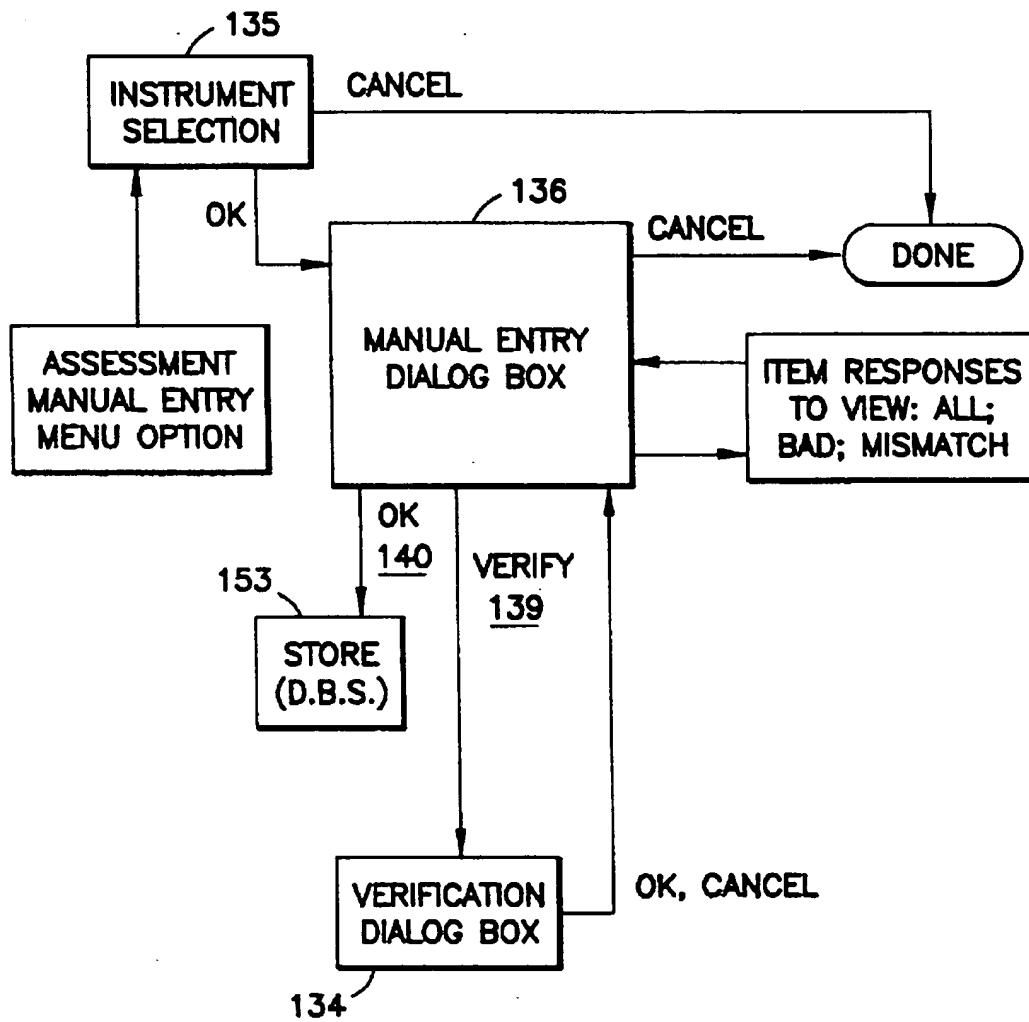 135
INSTRUMENT
SELECTION
CANCEL
OK
136
CANCEL
DONE
MANUAL ENTRY
DIALOG BOX
ASSESSMENT
MANUAL ENTRY
MENU OPTION
ITEM RESPONSES
TO VIEW: ALL;
BAD; MISMATCH
OK
140
VERIFY
139
153
STORE
(D.B.S.)
VERIFICATION
DIALOG BOX
OK, CANCEL
134